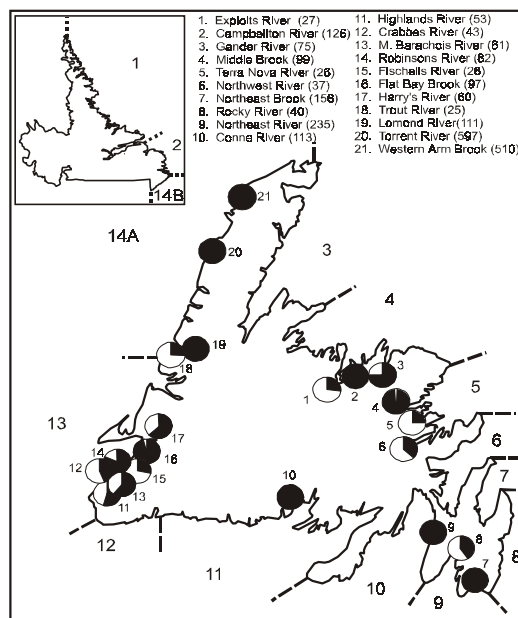 1. Exploits River (27)
2. Campbellton River (126)
3. Gander River (75)
4. Middle Brook (99)
5. Terra Nova River (26)
6. Northwest River (37)
7. Northeast Brook (156)
8. Rocky River (40)
9. Northeast River (235)
10. Conne River (113)
11. Highlands River (53)
12. Crabbes River (43)
13. M. Barachois River (61)
14. Robinsons River (82)
15. Fischells River (26)
16. Flat Bay Brook (97)
17. Harry's River (60)
18. Trout River (25)
19. Lomond River (111)
20. Torrent River (597)
21. Western Arm Brook (510)
1
2
14B
14A
21
3
20
4
19
18
3
2
1
4
5
5
13
17
6
6
14
16
12
15
7
13
10
11
9
8
8
12
11
7
10
9